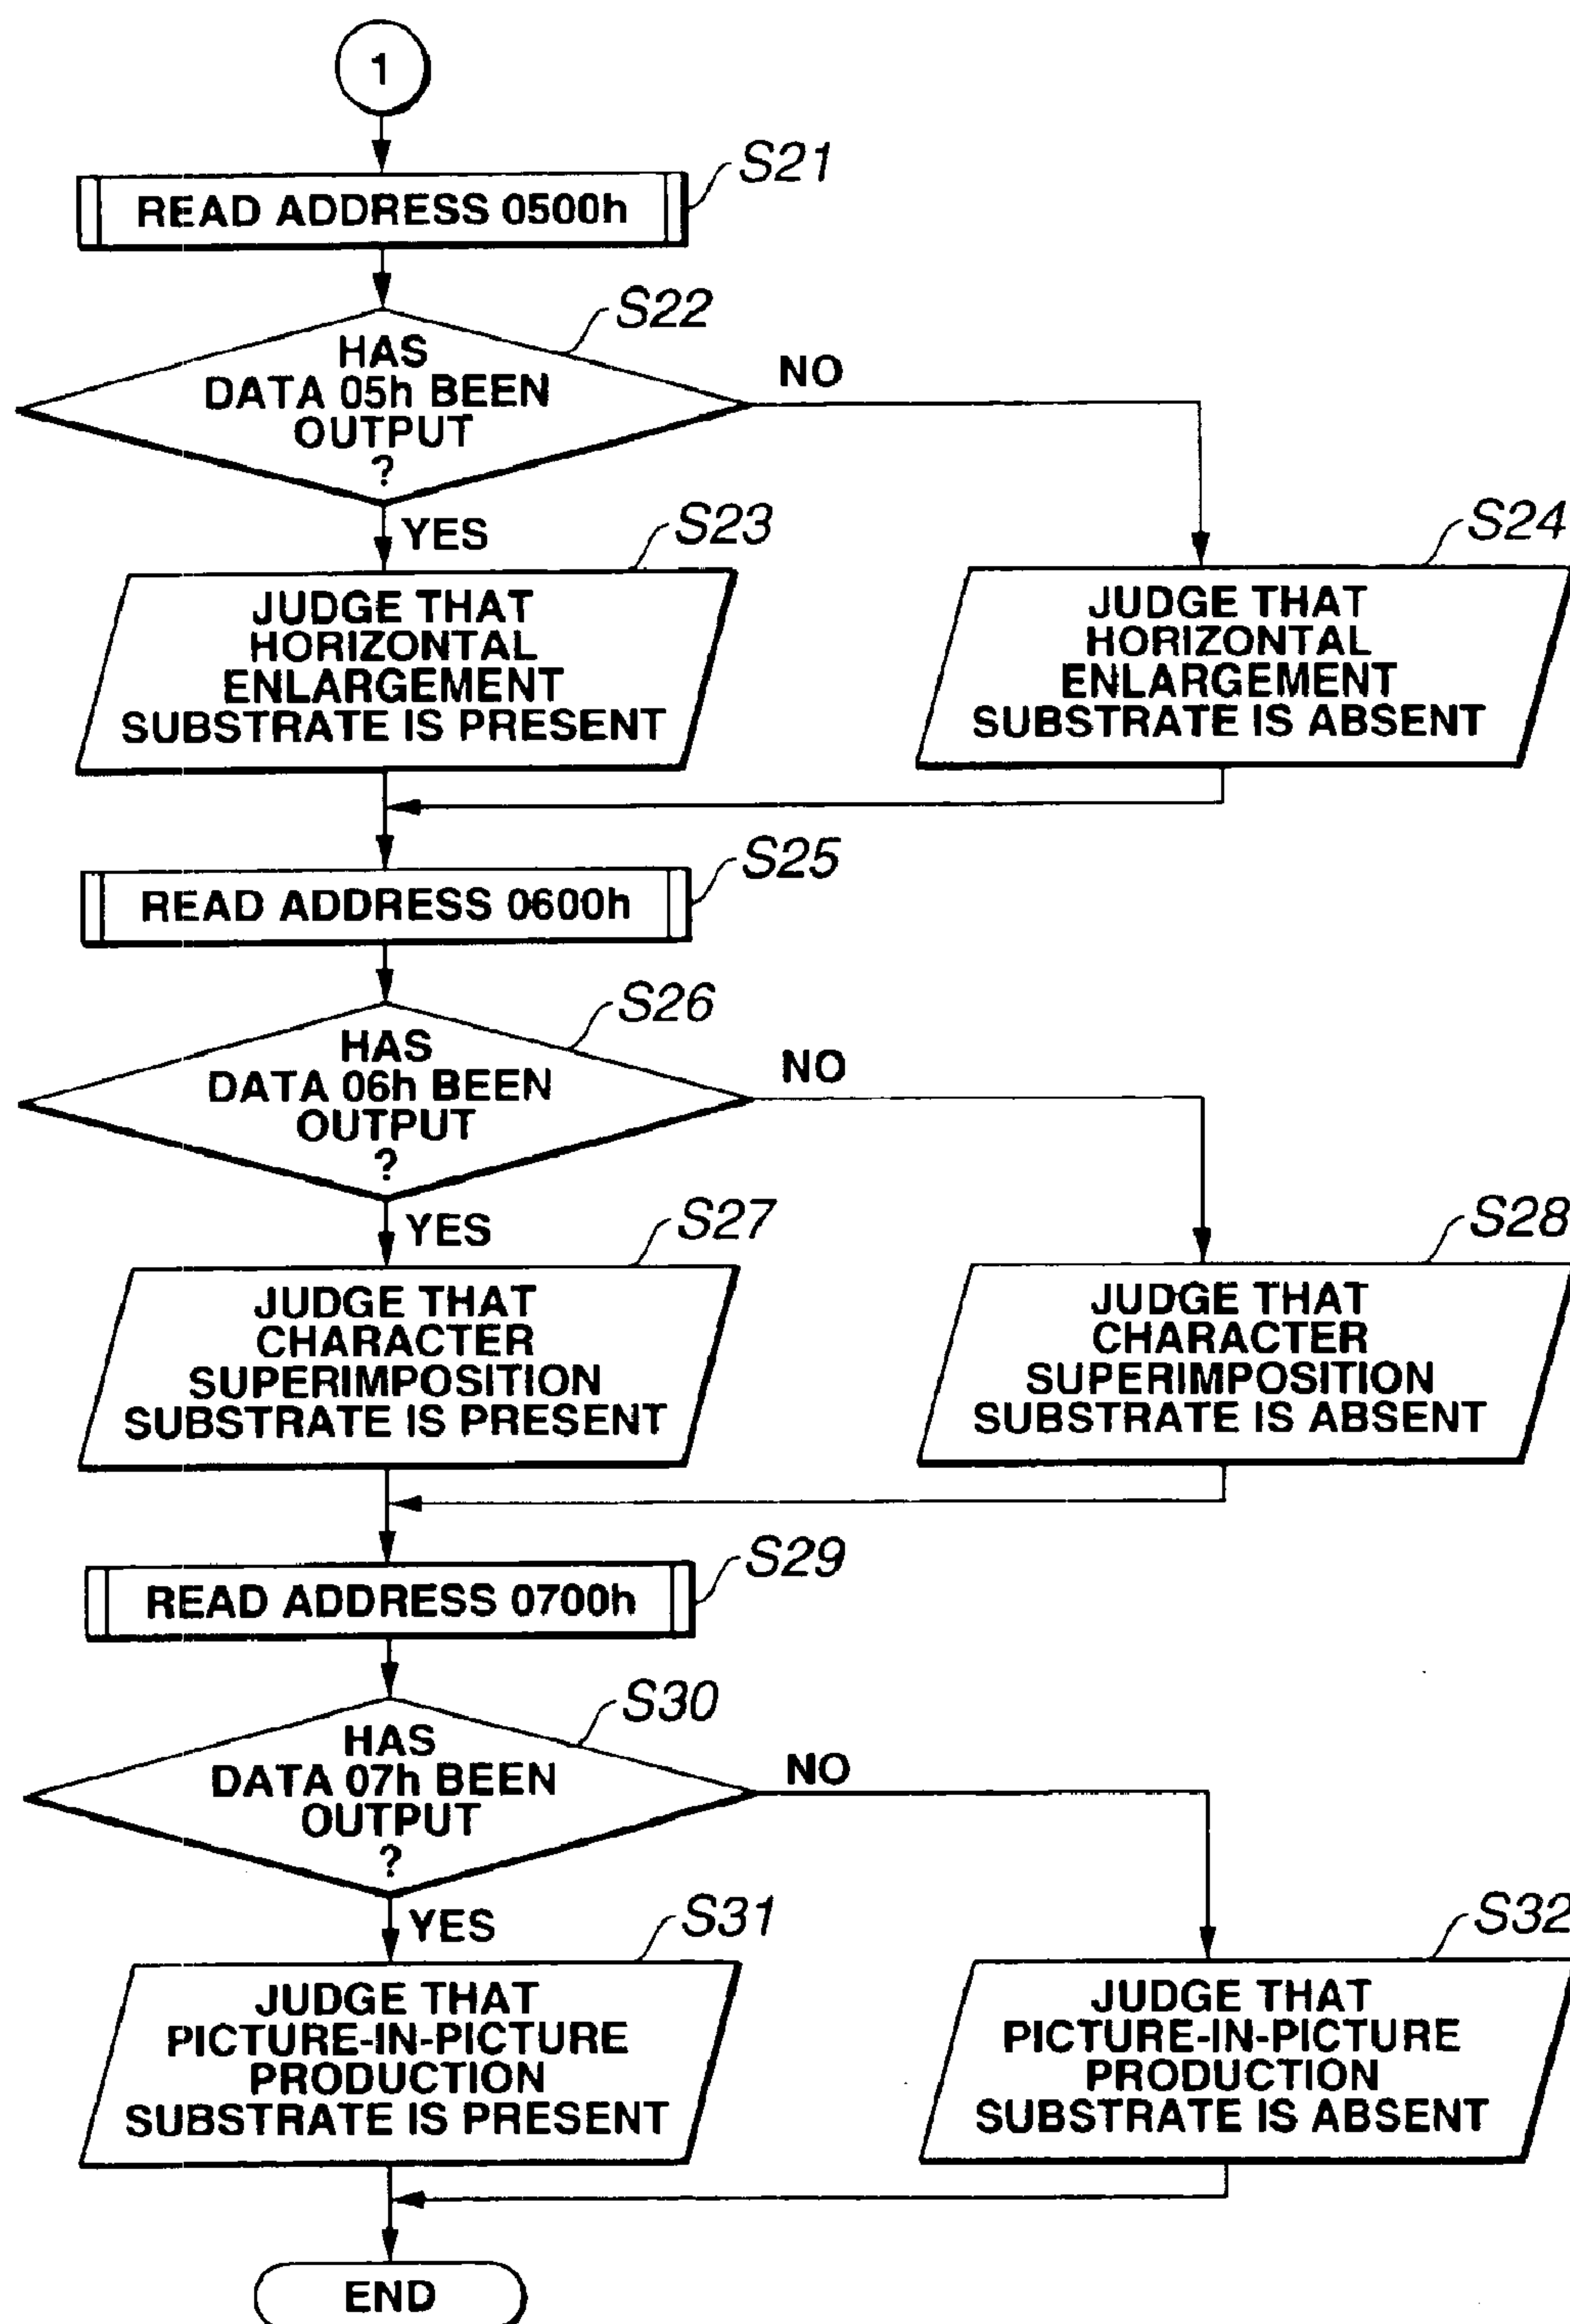 1
S21
READ ADDRESS 0500h
S22
HAS
DATA 05h BEEN
OUTPUT
?
NO
YES
S23
S24
JUDGE THAT
HORIZONTAL
ENLARGEMENT
SUBSTRATE IS PRESENT
JUDGE THAT
HORIZONTAL
ENLARGEMENT
SUBSTRATE IS ABSENT
S25
READ ADDRESS 0600h
S26
HAS
DATA 06h BEEN
OUTPUT
?
NO
YES
S27
S28
JUDGE THAT
CHARACTER
SUPERIMPOSITION
SUBSTRATE IS PRESENT
JUDGE THAT
CHARACTER
SUPERIMPOSITION
SUBSTRATE IS ABSENT
S29
READ ADDRESS 0700h
S30
HAS
DATA 07h BEEN
OUTPUT
?
NO
YES
S31
S32
JUDGE THAT
PICTURE-IN-PICTURE
PRODUCTION
SUBSTRATE IS PRESENT
JUDGE THAT
PICTURE-IN-PICTURE
PRODUCTION
SUBSTRATE IS ABSENT
END